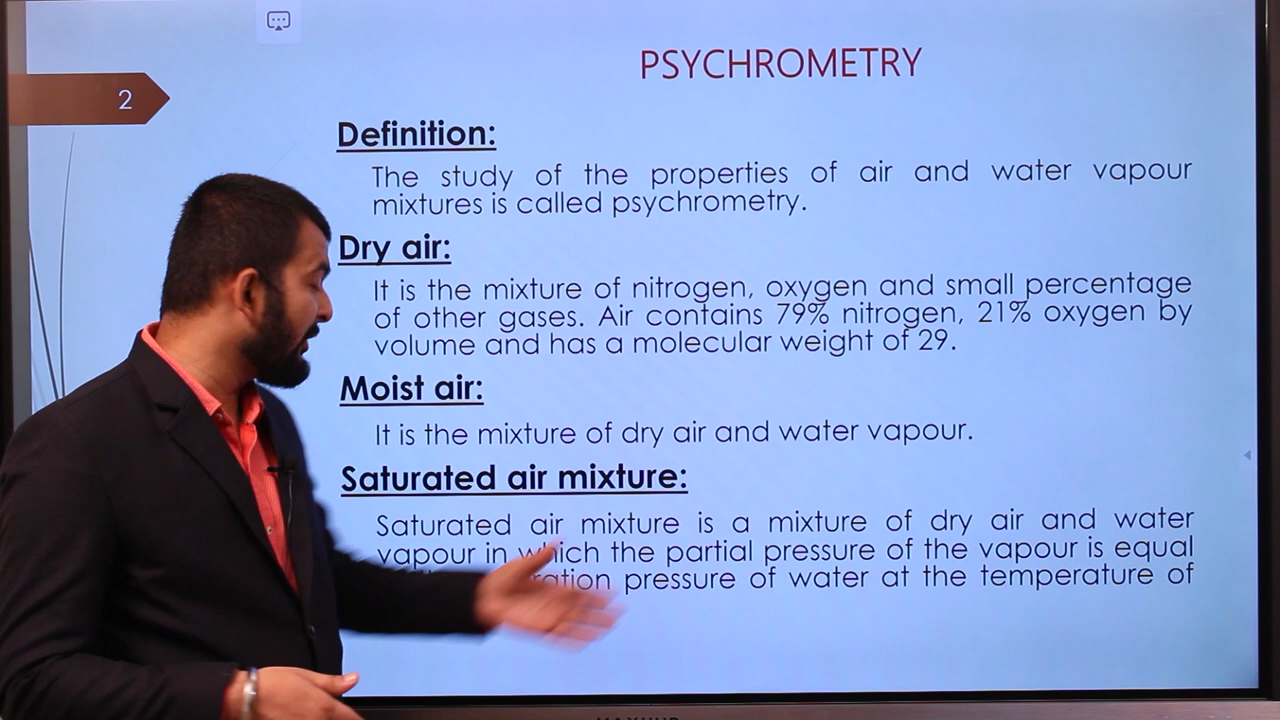 PSYCHROMETRY
2
Definition:
The study of the properties of air and water vapour
mixtures is called psychrometry.
Dry air:
It is the mixture of nitrogen, oxygen and small percentage
of other gases. Air contains 79% nitrogen, 21% oxygen by
volume and has a molecular weight of 29.
Moist air:
It is the mixture of dry air and water vapour.
Saturated air mixture:
Saturated air mixture is a mixture of dry air and water
vapour in which the partial pressure of the vapour is equal
pressure of water at the temperature of